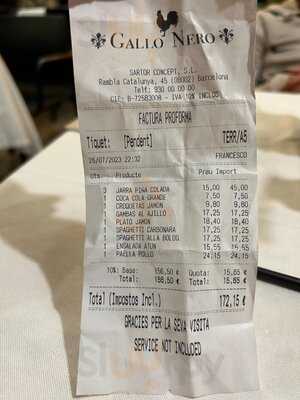 GALLO NERO
SARTOR CONCEPT, S.L.
Rambla Catalunya, 45 (08002) Barcelona
Telf: 930 00 00 00
CIF: B-72583008 - IVA 10% INCLOS
FACTURA PROFORMA
Tiquet: [Pendent] TERR/A5
26/07/2023 22:32 FRANCESCO
Uts. Producte Preu Import
3 JARRA PIÑA COLADA 15,00 45,00
1 COCA COLA GRANDE 7,50 7,50
1 CROQUETAS JAMON 9,80 9,80
1 GAMBAS AL AJILLO 17,25 17,25
1 PLATO JAMON 18,40 18,40
1 SPAGHETTI CARBONARA 17,25 17,25
1 SPAGHETTI ALLA BOLOG. 17,25 17,25
1 ENSALADA ATUN 15,55 15,55
1 PAELLA POLLO 24,15 24,15
10% Base: 156,50 € Quota: 15,65 €
Total: 156,50 € Total: 15,65 €
Total (Impostos Incl.) 172,15 €
GRACIES PER LA SEVA VISITA
SERVICE NOT INCLUDED
Sluurpy